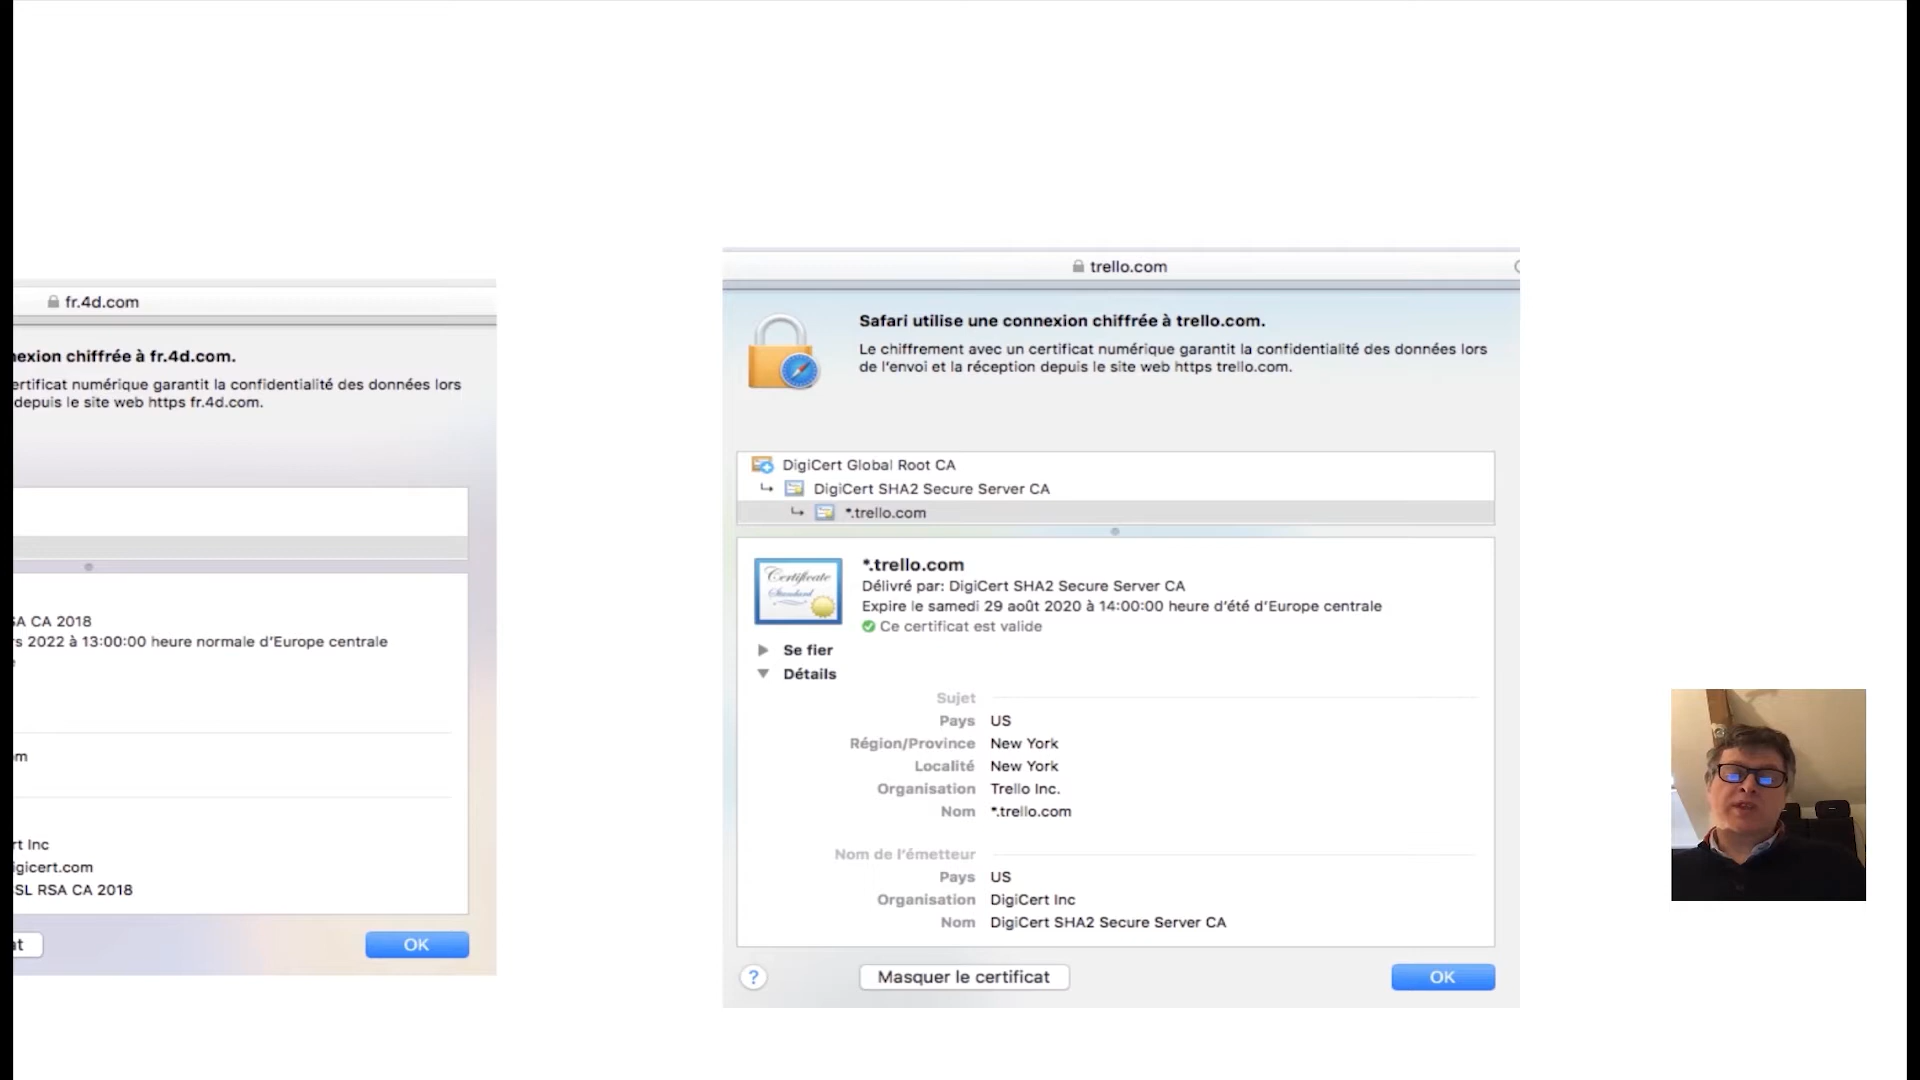 fr.4d.com
nexion chiffrée à fr.4d.com.
ertificat numérique garantit la confidentialité des données lors
depuis le site web https fr.4d.com.
SA CA 2018
rs 2022 à 13:00:00 heure normale d'Europe centrale
m
rt Inc
igicert.com
SL RSA CA 2018
at
OK
trello.com
Safari utilise une connexion chiffrée à trello.com.
Le chiffrement avec un certificat numérique garantit la confidentialité des données lors
de l'envoi et la réception depuis le site web https trello.com.
DigiCert Global Root CA
DigiCert SHA2 Secure Server CA
*.trello.com
Certificate
Standard
*.trello.com
Délivré par: DigiCert SHA2 Secure Server CA
Expire le samedi 29 août 2020 à 14:00:00 heure d'été d'Europe centrale
Ce certificat est valide
Se fier
Détails
Sujet
Pays US
Région/Province New York
Localité New York
Organisation Trello Inc.
Nom *.trello.com
Nom de l'émetteur
Pays US
Organisation DigiCert Inc
Nom DigiCert SHA2 Secure Server CA
?
Masquer le certificat
OK